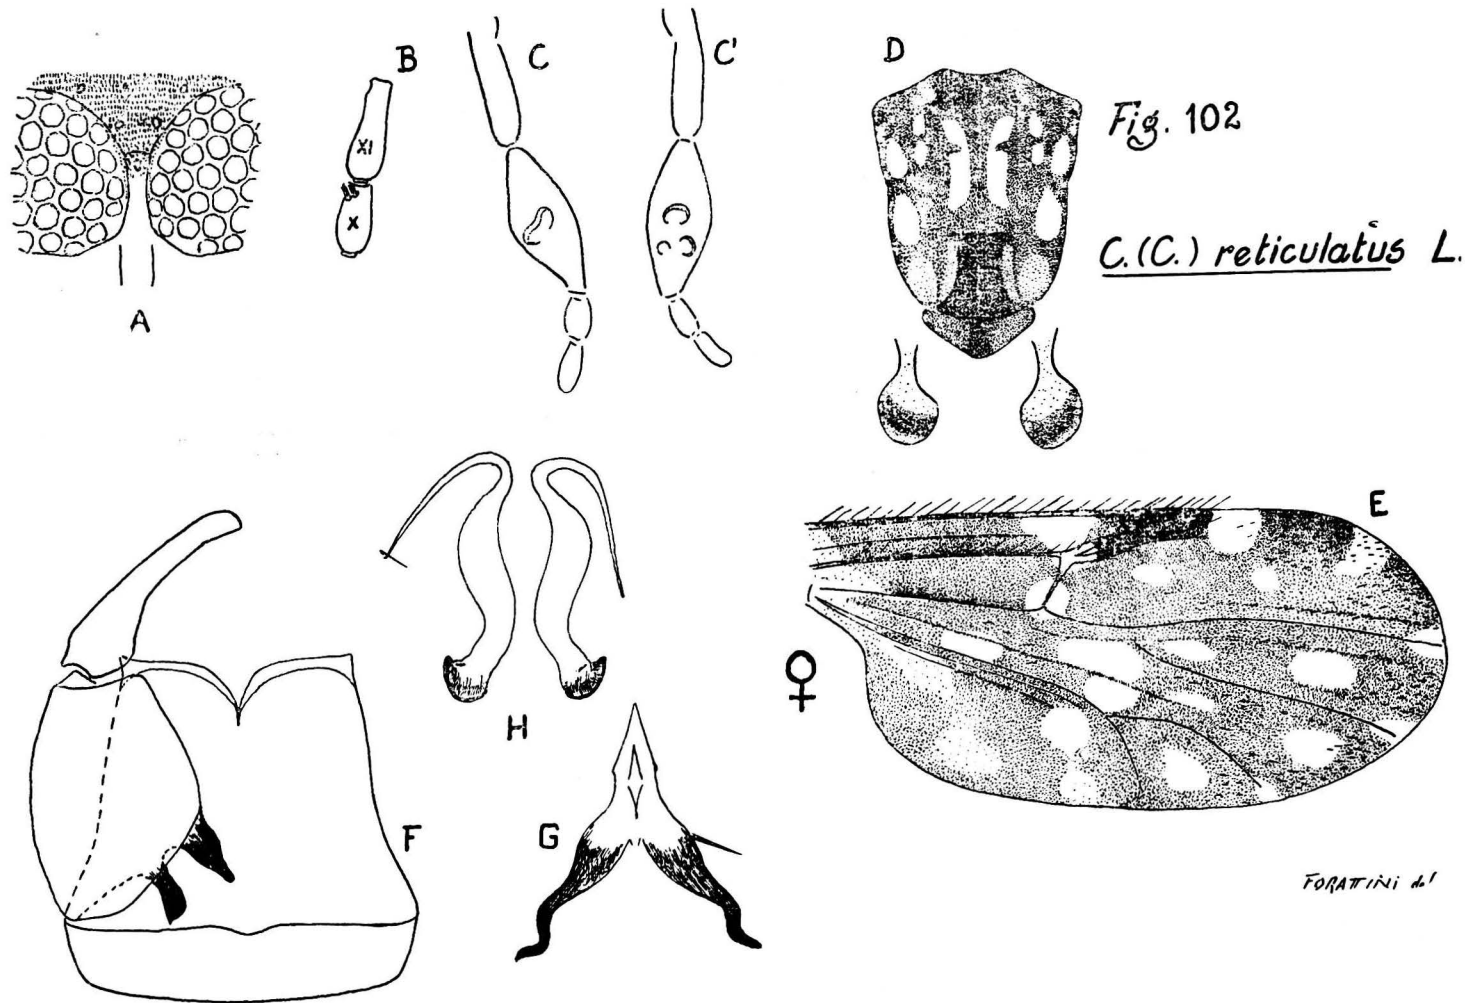 A
B
XI
X
C
C'
D
Fig. 102
C.(C.) reticulatus L.
E
♀
F
H
G
FORATTINI del